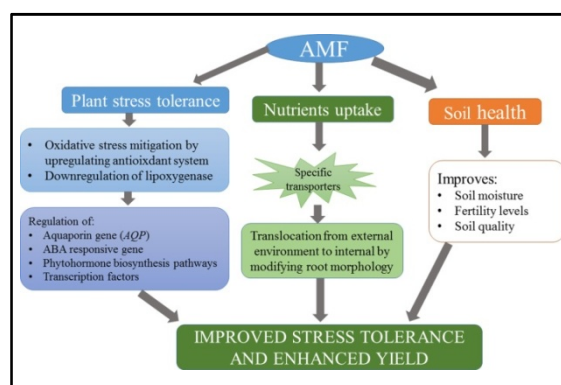 AMF
Plant stress tolerance
Nutrients uptake
Soil health
• Oxidative stress mitigation by
upregulating antioixdant system
• Downregulation of lipoxygenase
Specific
transporters
Improves:
• Soil moisture
• Fertility levels
• Soil quality
Regulation of:
• Aquaporin gene (AQP)
• ABA responsive gene
• Phytohormone biosynthesis pathways
• Transcription factors
Translocation from external
environment to internal by
modifying root morphology
IMPROVED STRESS TOLERANCE
AND ENHANCED YIELD